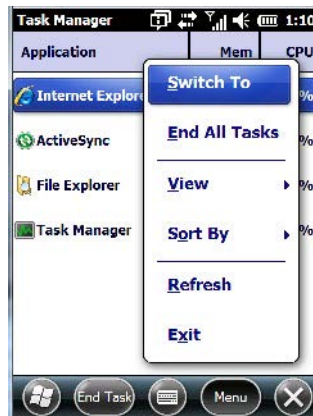 Task Manager 1:10
Application Mem CPU
Internet Explore
Switch To
%
ActiveSync
End All Tasks
%
File Explorer
View
%
Task Manager
Sort By
%
Refresh
Exit
End Task Menu